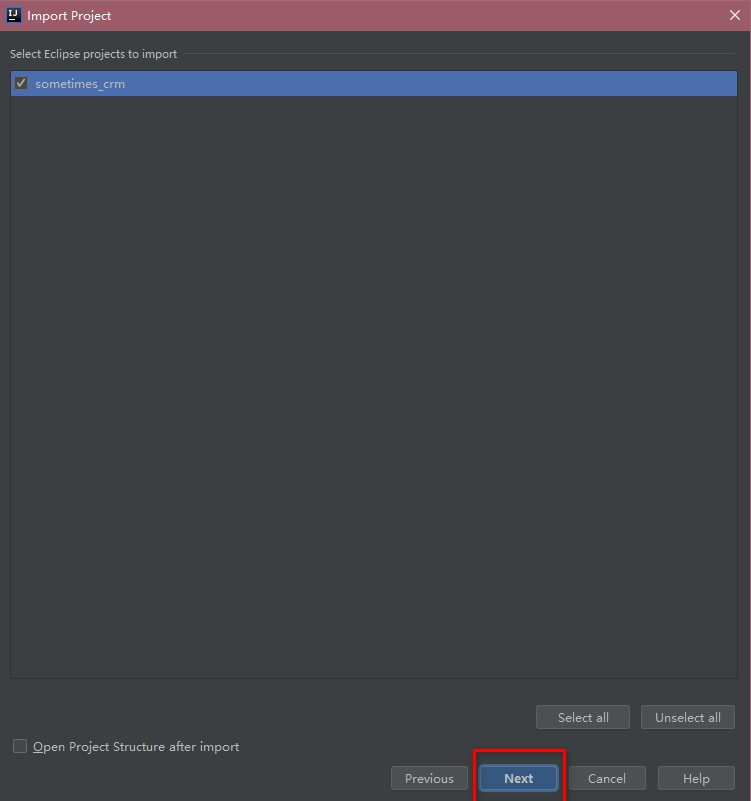 IJ Import Project
Select Eclipse projects to import
sometimes_crm
Select all Unselect all
Open Project Structure after import
Previous Next Cancel Help